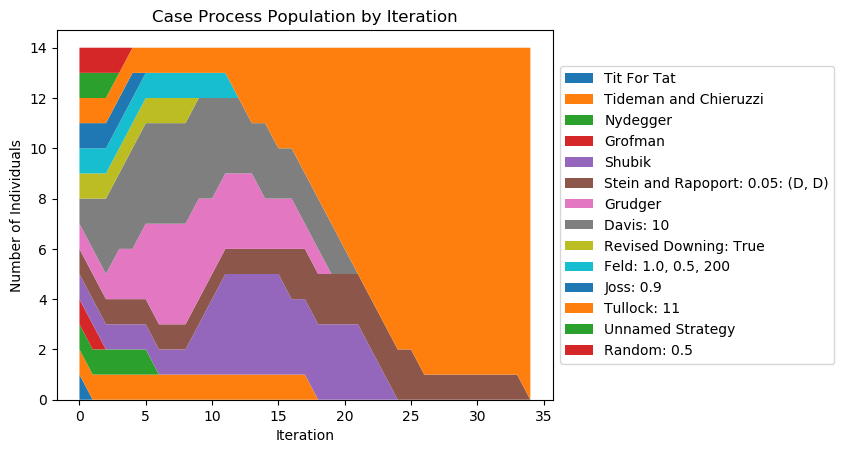 Case Process Population by Iteration
Number of Individuals
14
12
10
8
6
4
2
0
0 5 10 15 20 25 30 35
Iteration
Tit For Tat
Tideman and Chieruzzi
Nydegger
Grofman
Shubik
Stein and Rapoport: 0.05: (D, D)
Grudger
Davis: 10
Revised Downing: True
Feld: 1.0, 0.5, 200
Joss: 0.9
Tullock: 11
Unnamed Strategy
Random: 0.5